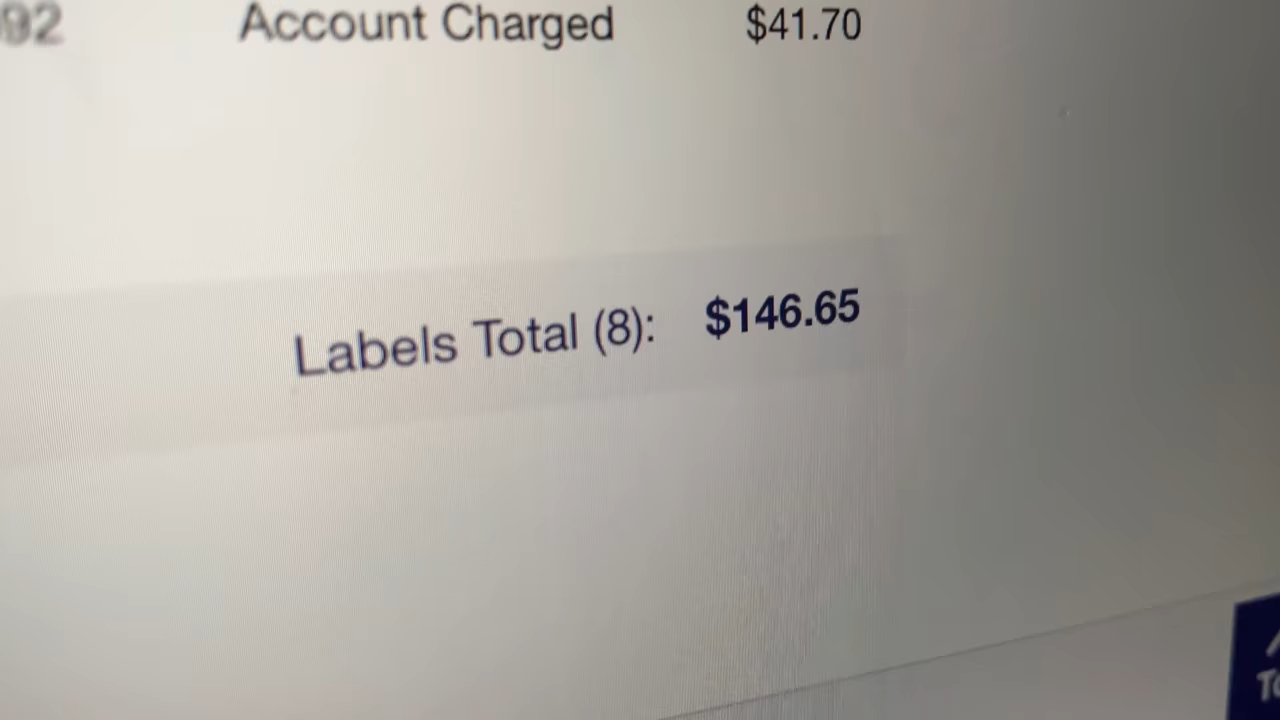 92 Account Charged $41.70
Labels Total (8): $146.65